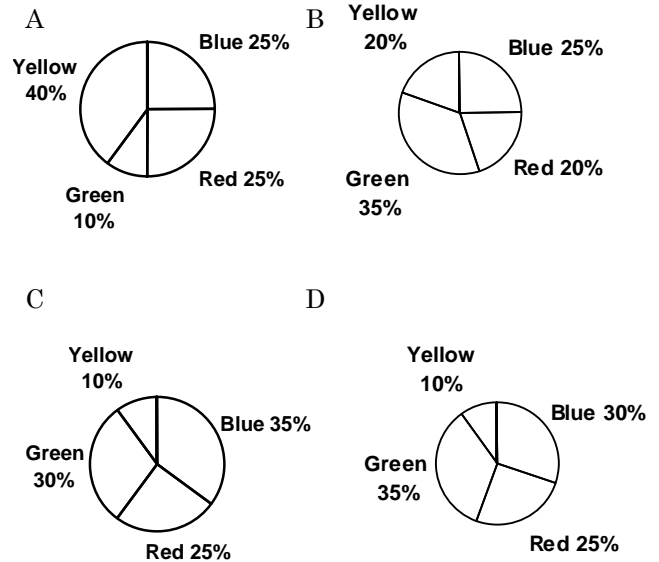 A
Blue 25%
Yellow
40%
Red 25%
Green
10%
B
Yellow
20%
Blue 25%
Red 20%
Green
35%
C
Yellow
10%
Blue 35%
Green
30%
Red 25%
D
Yellow
10%
Blue 30%
Green
35%
Red 25%